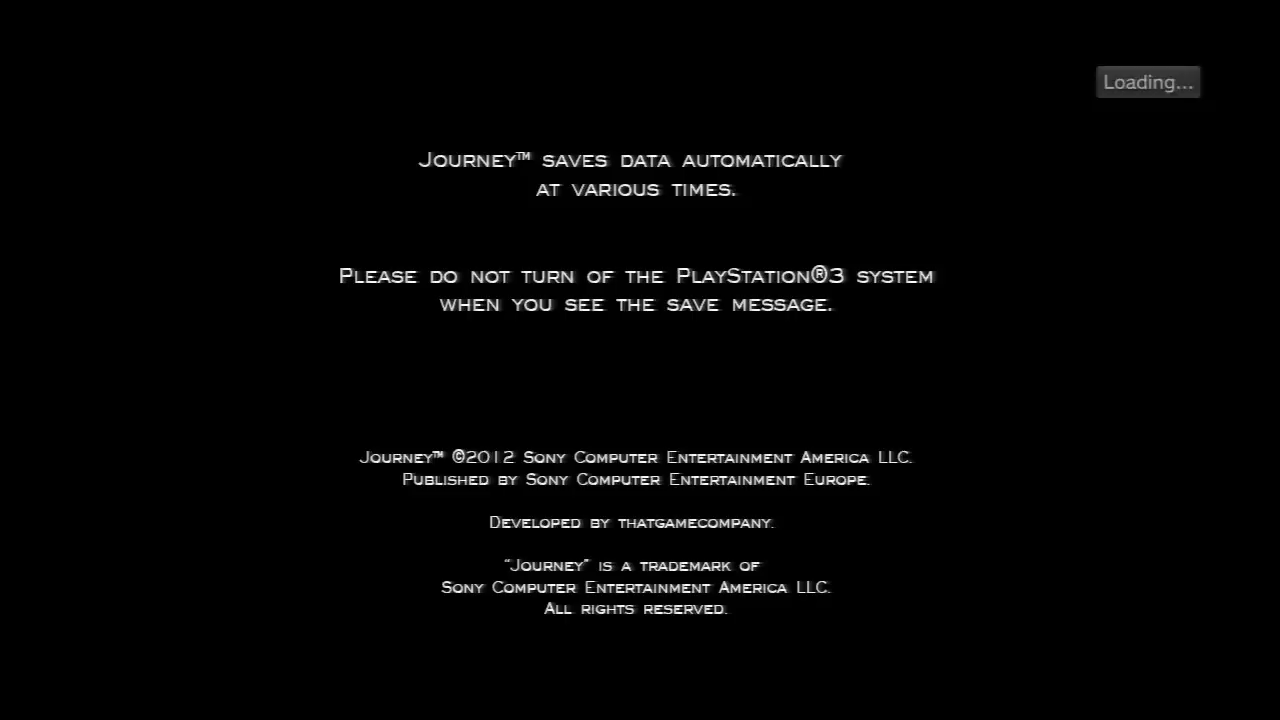 Loading...
Journey™ saves data automatically
at various times.
Please do not turn of the PlayStation®3 system
when you see the save message.
Journey™ ©2012 Sony Computer Entertainment America LLC.
Published by Sony Computer Entertainment Europe.
Developed by thatgamecompany.
“Journey” is a trademark of
Sony Computer Entertainment America LLC.
All rights reserved.